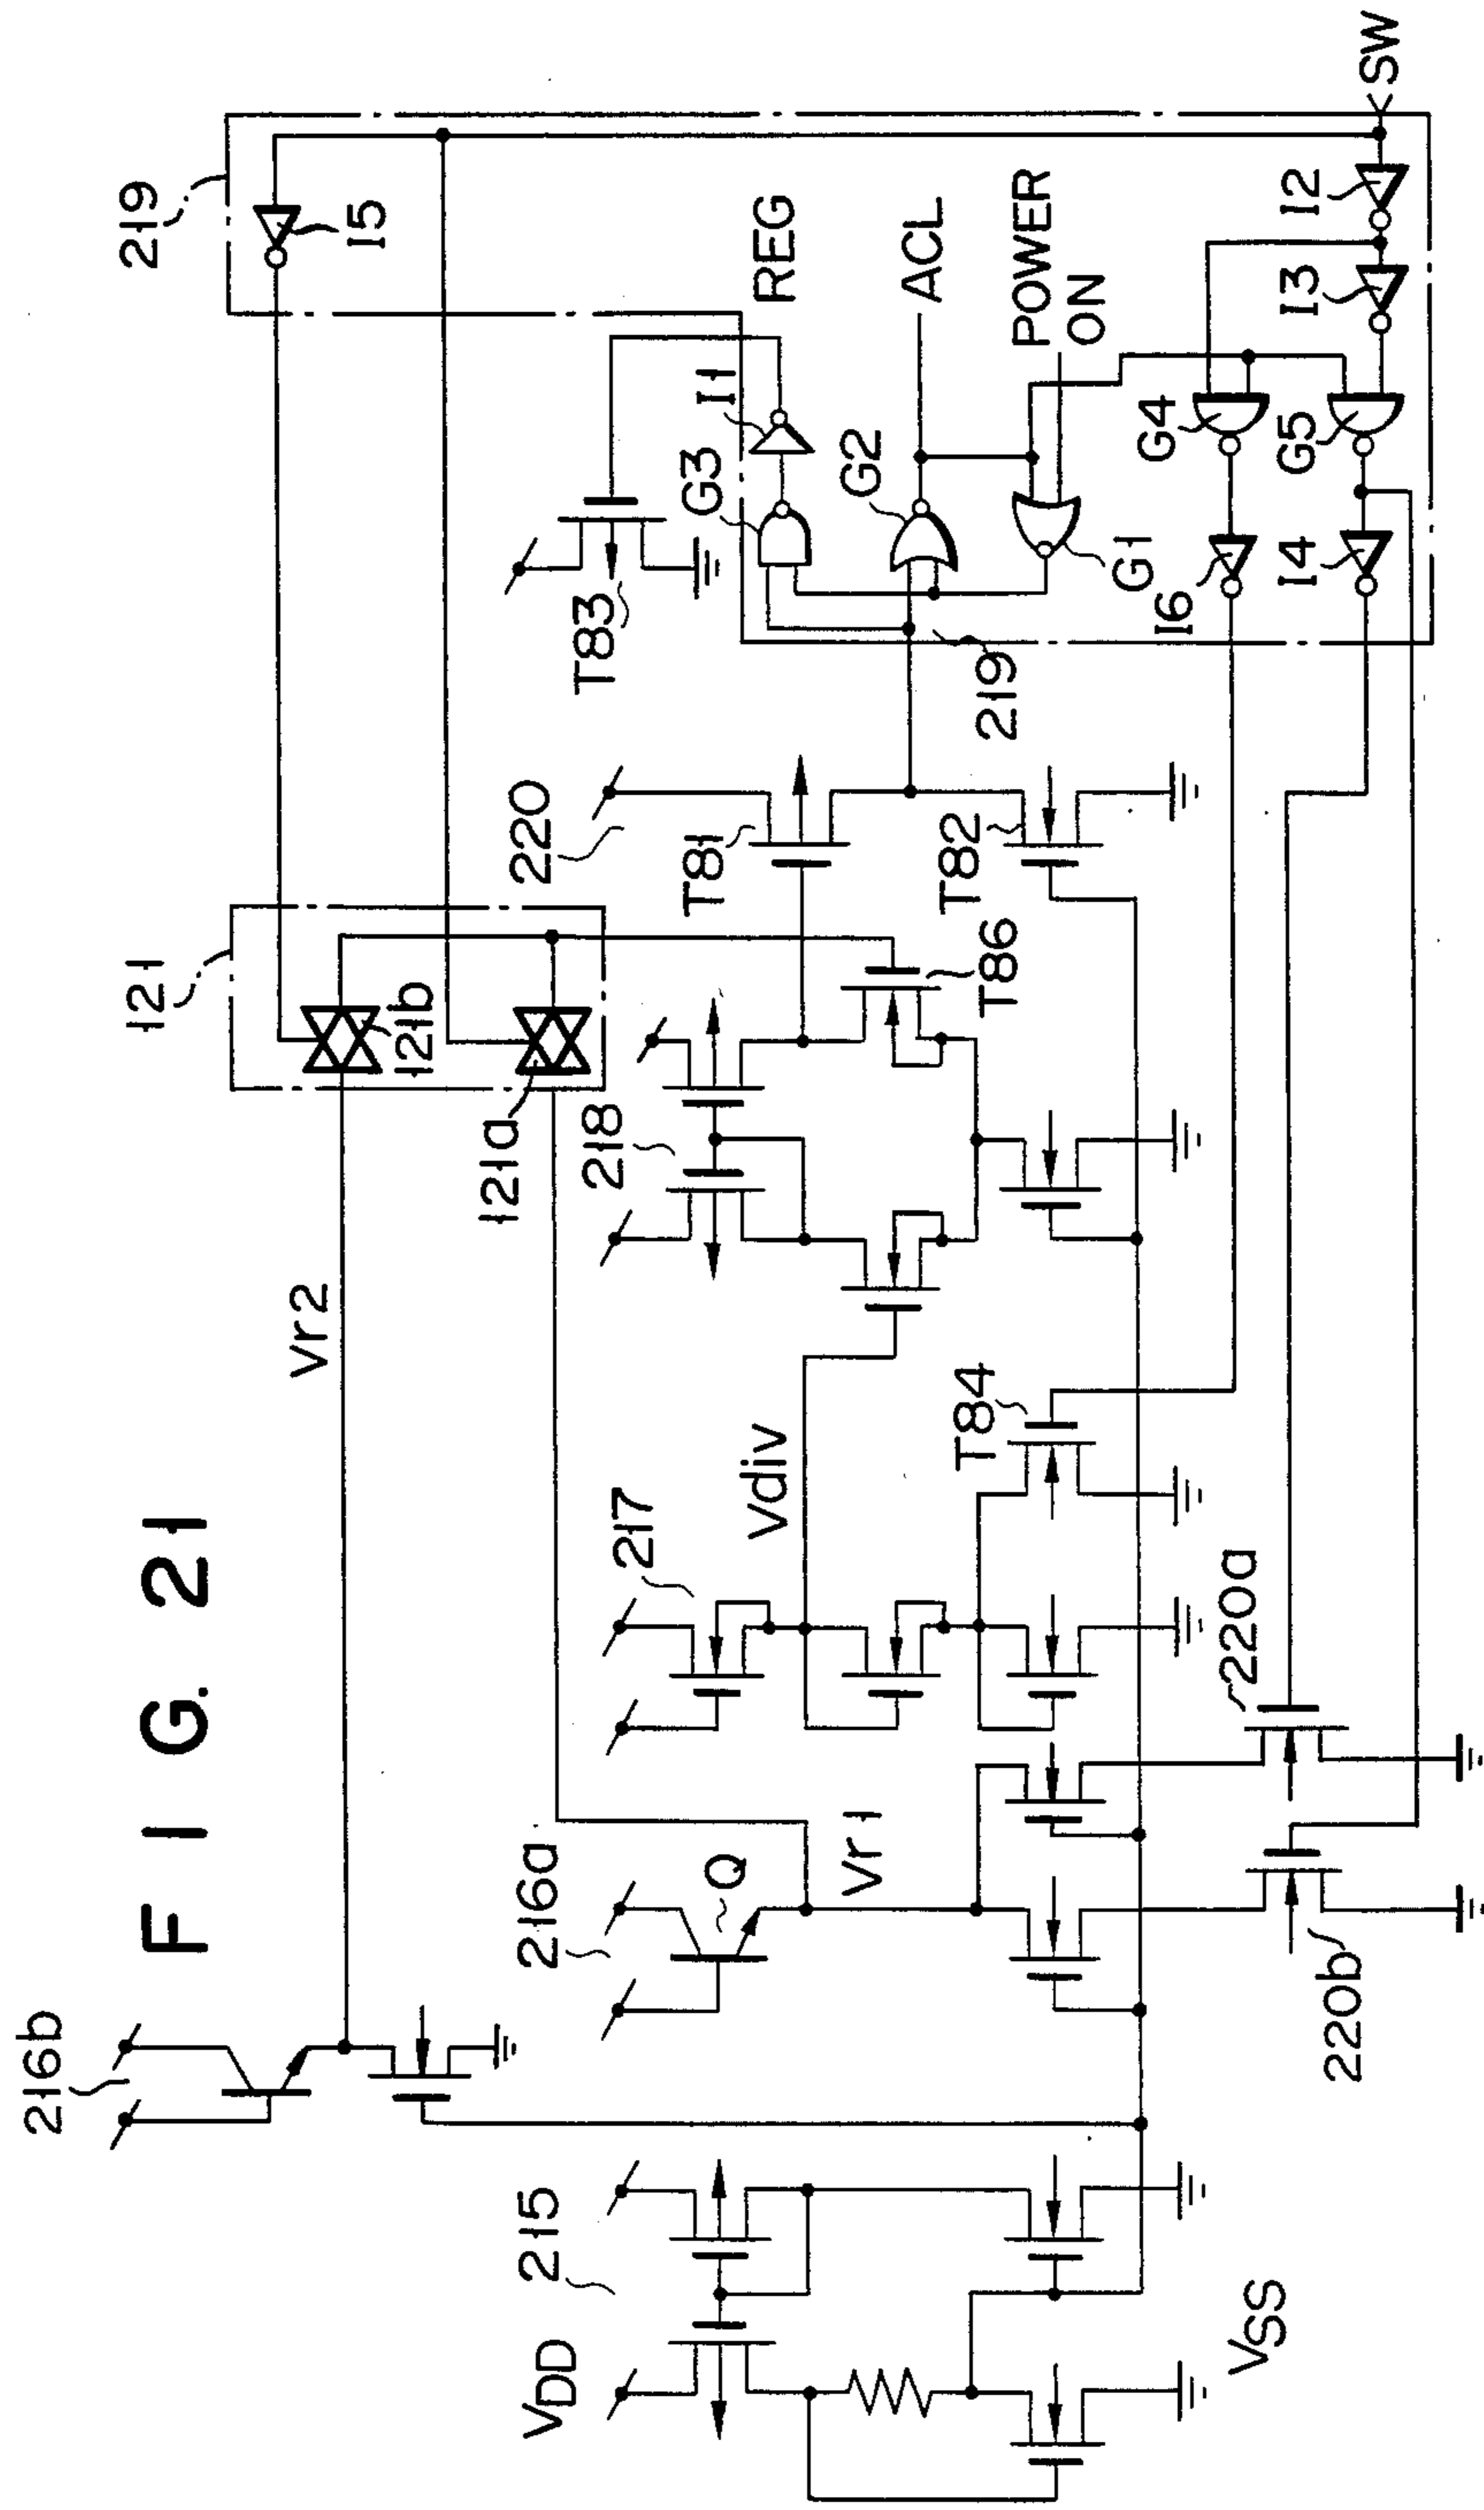 FIG. 21
216b
Vr2
121
121b
121a
219
I5
215
VDD
VSS
216a
Q
Vr1
217
Vdiv
218
220
T81
T82
T86
T84
T83
G3
I1
REG
G2
ACL
POWER
ON
G1
219
G4
G5
I6
I4
I3
I2
SW
220a
220b